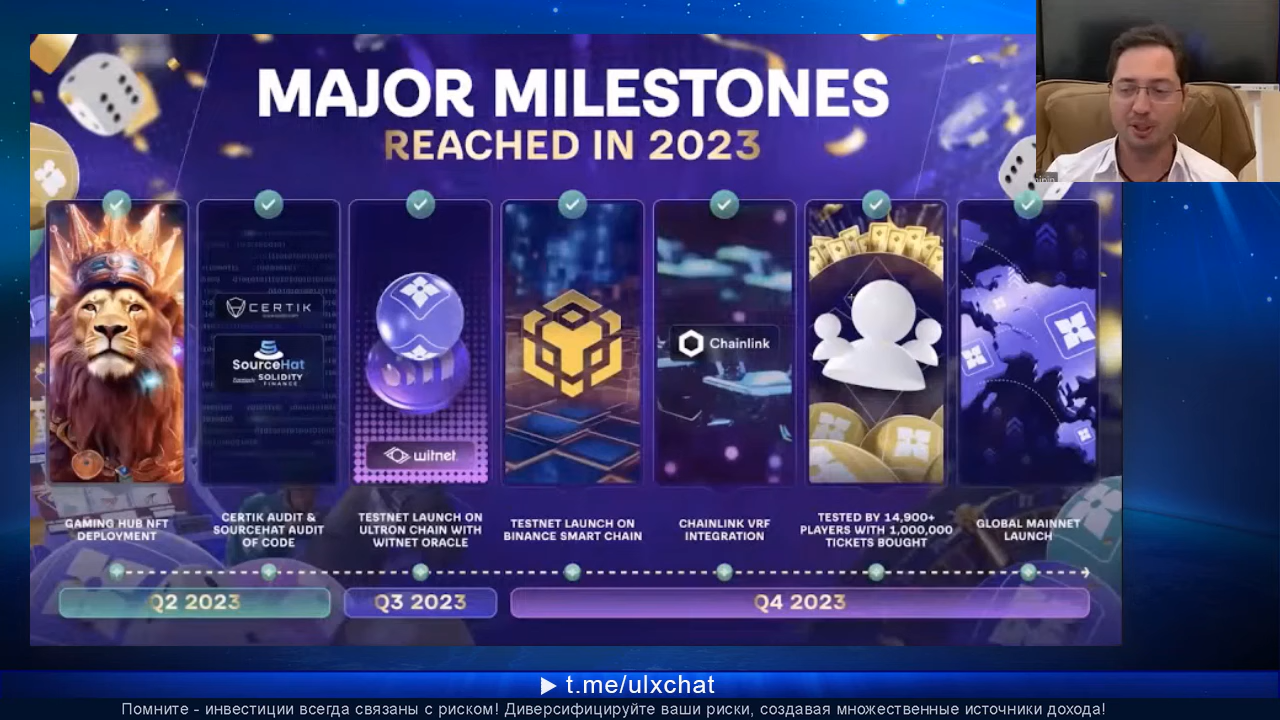 MAJOR MILESTONES
REACHED IN 2023
CERTIK
SourceHat
SOLIDITY
FINANCE
witnet
Chainlink
GAMING HUB NFT
DEPLOYMENT
CERTIK AUDIT &
SOURCEHAT AUDIT
OF CODE
TESTNET LAUNCH ON
ULTRON CHAIN WITH
WITNET ORACLE
TESTNET LAUNCH ON
BINANCE SMART CHAIN
CHAINLINK VRF
INTEGRATION
TESTED BY 14,900+
PLAYERS WITH 1,000,000
TICKETS BOUGHT
GLOBAL MAINNET
LAUNCH
Q2 2023
Q3 2023
Q4 2023
t.me/ulxchat
Помните - инвестиции всегда связаны с риском! Диверсифицируйте ваши риски, создавая множественные источники дохода!